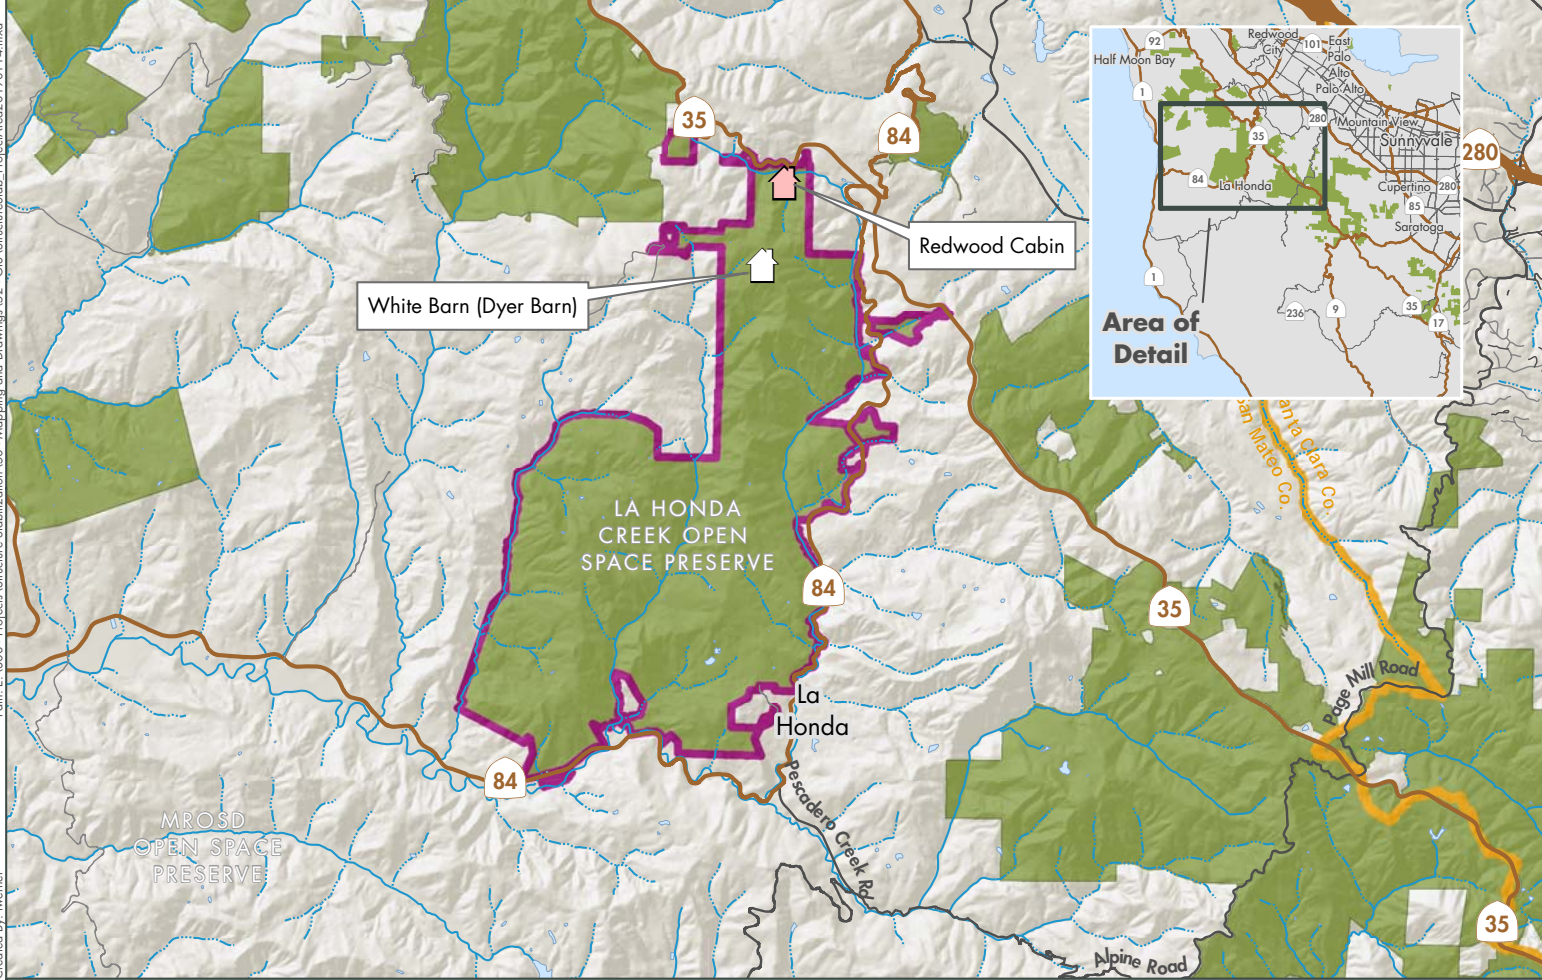 35
84
280
Redwood Cabin
White Barn (Dyer Barn)
LA HONDA
CREEK OPEN
SPACE PRESERVE
84
35
La
Honda
84
MROSD
OPEN SPACE
PRESERVE
Pescadero Creek Rd
Alpine Road
Page Mill Road
Santa Clara Co.
San Mateo Co.
35
92
Half Moon Bay
1
Redwood
City
101
East
Palo
Alto
Palo Alto
280
Mountain View
35
Sunnyvale
84
La Honda
Cupertino
280
85
Saratoga
1
236
9
35
17
Area of
Detail